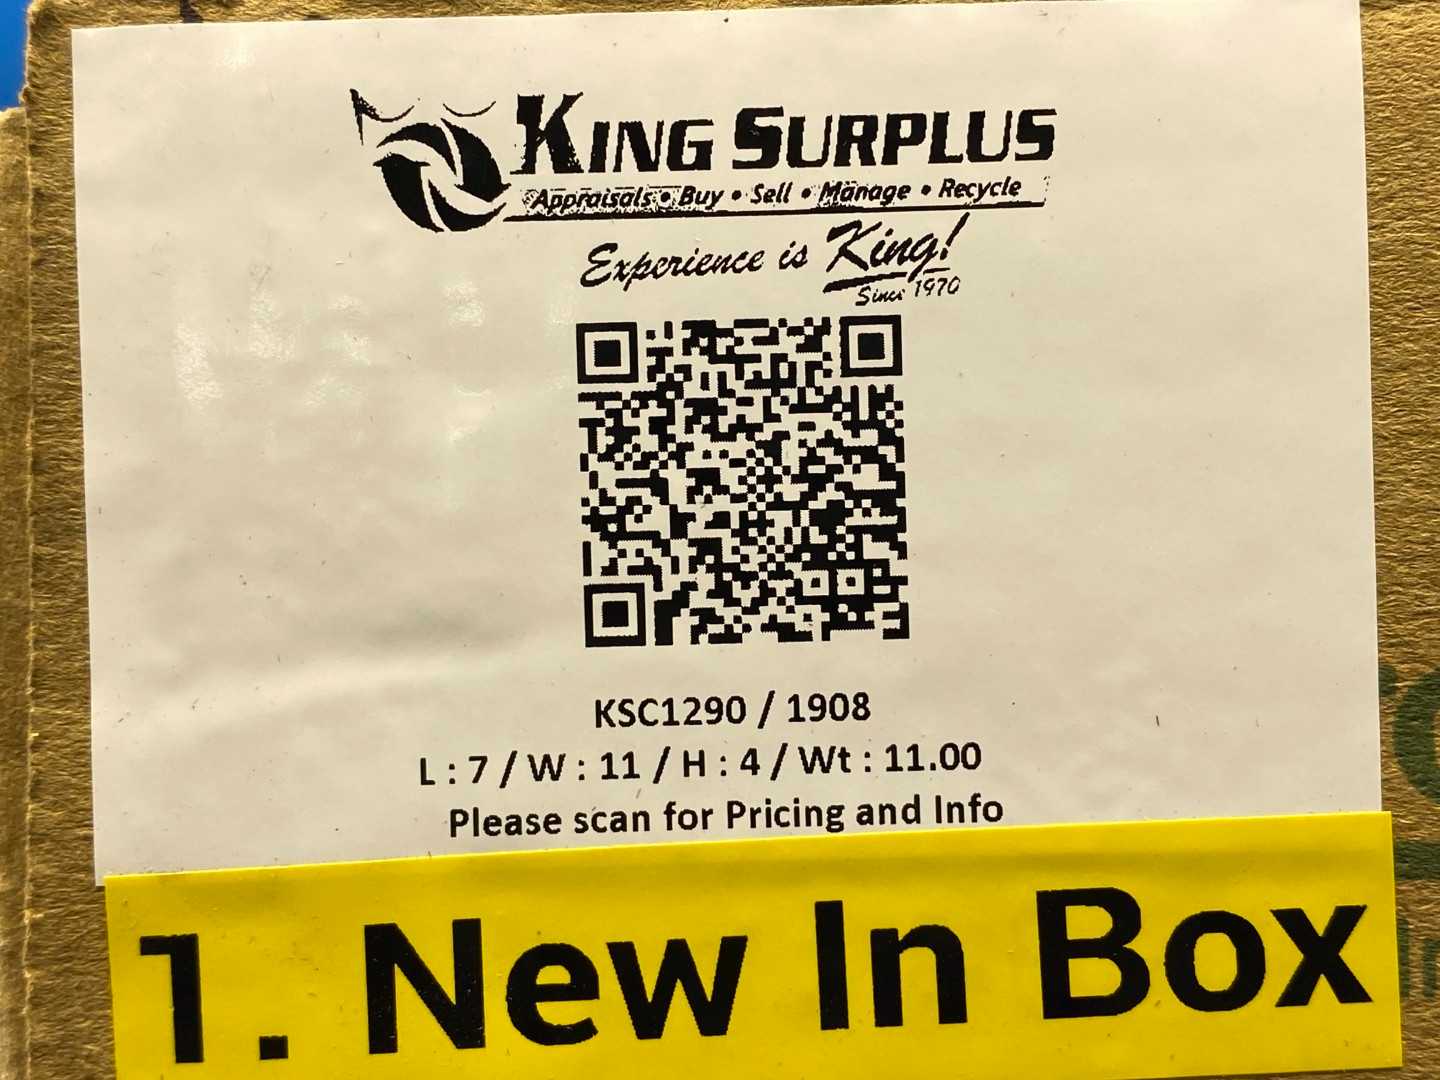 KING SURPLUS
Appraisals • Buy • Sell • Manage • Recycle
Experience is King!
Since 1970
KSC1290 / 1908
L : 7 / W : 11 / H : 4 / Wt : 11.00
Please scan for Pricing and Info
1. New In Box